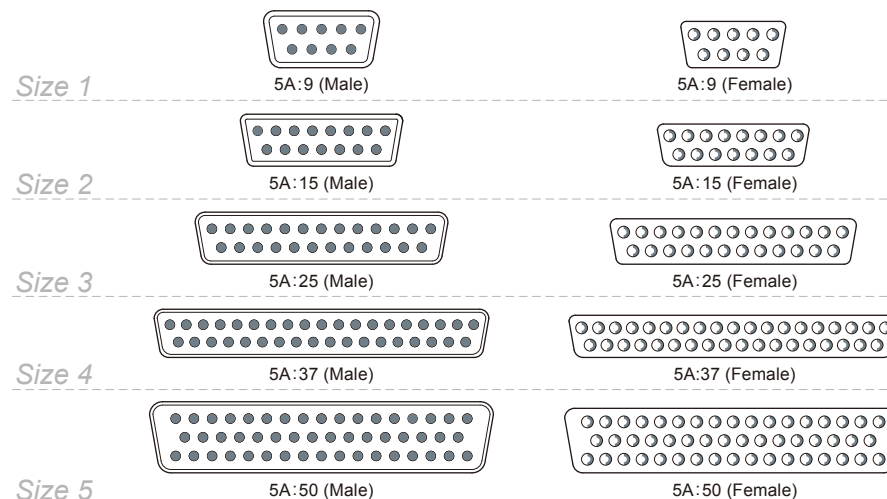 5A:9 (Male)
5A:9 (Female)
Size 1
5A:15 (Male)
5A:15 (Female)
Size 2
5A:25 (Male)
5A:25 (Female)
Size 3
5A:37 (Male)
5A:37 (Female)
Size 4
5A:50 (Male)
5A:50 (Female)
Size 5